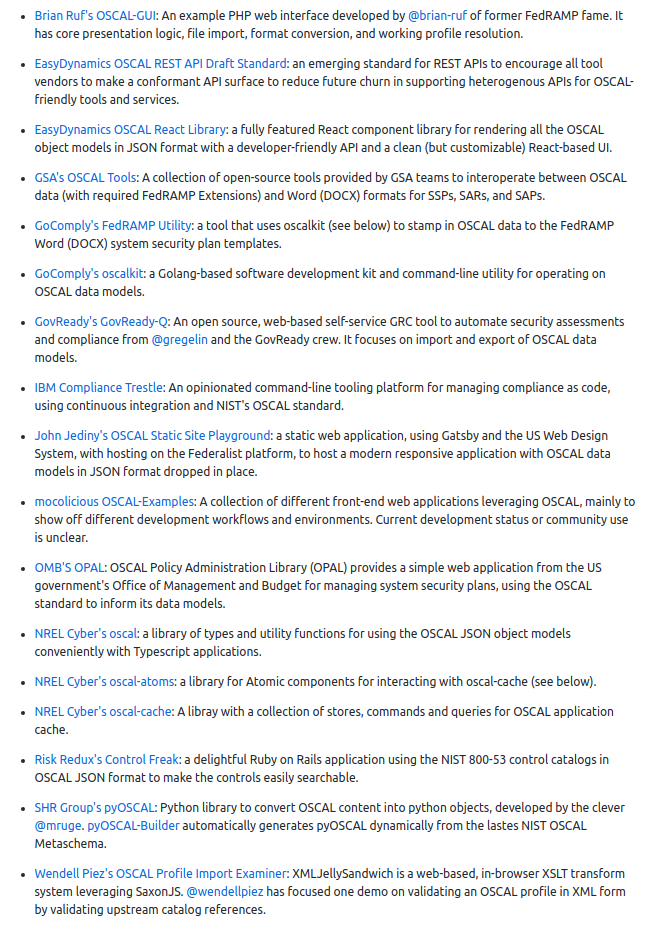 Brian Ruf's OSCAL-GUI: An example PHP web interface developed by @brian-ruf of former FedRAMP fame. It
has core presentation logic, file import, format conversion, and working profile resolution.
EasyDynamics OSCAL REST API Draft Standard: an emerging standard for REST APIs to encourage all tool
vendors to make a conformant API surface to reduce future churn in supporting heterogenous APIs for OSCAL-
friendly tools and services.
EasyDynamics OSCAL React Library: a fully featured React component library for rendering all the OSCAL
object models in JSON format with a developer-friendly API and a clean (but customizable) React-based UI.
GSA's OSCAL Tools: A collection of open-source tools provided by GSA teams to interoperate between OSCAL
data (with required FedRAMP Extensions) and Word (DOCX) formats for SSPs, SARs, and SAPs.
GoComply's FedRAMP Utility: a tool that uses oscalkit (see below) to stamp in OSCAL data to the FedRAMP
Word (DOCX) system security plan templates.
GoComply's oscalkit: a Golang-based software development kit and command-line utility for operating on
OSCAL data models.
GovReady's GovReady-Q: An open source, web-based self-service GRC tool to automate security assessments
and compliance from @gregelin and the GovReady crew. It focuses on import and export of OSCAL data
models.
IBM Compliance Trestle: An opinionated command-line tooling platform for managing compliance as code,
using continuous integration and NIST's OSCAL standard.
John Jediny's OSCAL Static Site Playground: a static web application, using Gatsby and the US Web Design
System, with hosting on the Federalist platform, to host a modern responsive application with OSCAL data
models in JSON format dropped in place.
mocolicious OSCAL-Examples: A collection of different front-end web applications leveraging OSCAL, mainly to
show off different development workflows and environments. Current development status or community use
is unclear.
OMB'S OPAL: OSCAL Policy Administration Library (OPAL) provides a simple web application from the US
government's Office of Management and Budget for managing system security plans, using the OSCAL
standard to inform its data models.
NREL Cyber's oscal: a library of types and utility functions for using the OSCAL JSON object models
conveniently with Typescript applications.
NREL Cyber's oscal-atoms: a library for Atomic components for interacting with oscal-cache (see below).
NREL Cyber's oscal-cache: A libray with a collection of stores, commands and queries for OSCAL application
cache.
Risk Redux's Control Freak: a delightful Ruby on Rails application using the NIST 800-53 control catalogs in
OSCAL JSON format to make the controls easily searchable.
SHR Group's pyOSCAL: Python library to convert OSCAL content into python objects, developed by the clever
@mruge. pyOSCAL-Builder automatically generates pyOSCAL dynamically from the lastes NIST OSCAL
Metaschema.
Wendell Piez's OSCAL Profile Import Examiner: XMLJellySandwich is a web-based, in-browser XSLT transform
system leveraging SaxonJS. @wendellpiez has focused one demo on validating an OSCAL profile in XML form
by validating upstream catalog references.